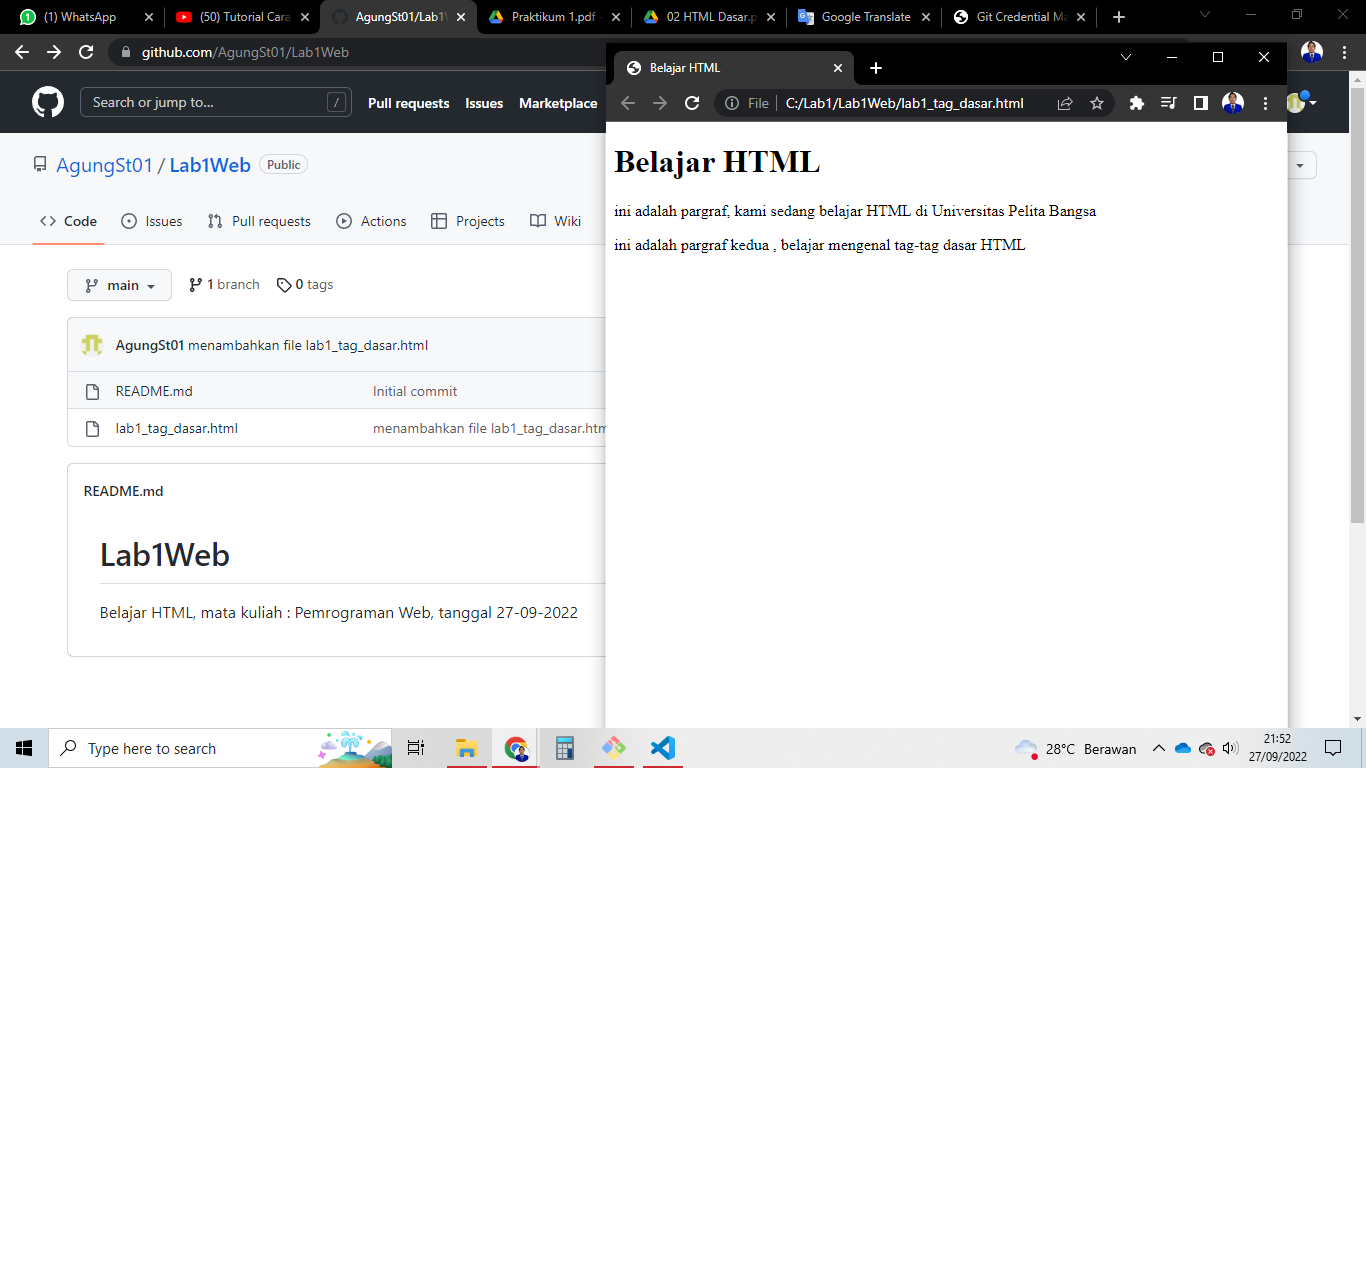 (1) WhatsApp
(50) Tutorial Cara
AgungSt01/Lab1
Praktikum 1.pdf
02 HTML Dasar.p
Google Translate
Git Credential Ma
github.com/AgungSt01/Lab1Web
Search or jump to...
/
Pull requests
Issues
Marketplace
AgungSt01 / Lab1Web
Public
Code
Issues
Pull requests
Actions
Projects
Wiki
main
1 branch
0 tags
AgungSt01 menambahkan file lab1_tag_dasar.html
README.md
Initial commit
lab1_tag_dasar.html
menambahkan file lab1_tag_dasar.htm
README.md
Lab1Web
Belajar HTML, mata kuliah : Pemrograman Web, tanggal 27-09-2022
Belajar HTML
File
C:/Lab1/Lab1Web/lab1_tag_dasar.html
Belajar HTML
ini adalah pargraf, kami sedang belajar HTML di Universitas Pelita Bangsa
ini adalah pargraf kedua , belajar mengenal tag-tag dasar HTML
Type here to search
28°C Berawan
21:52
27/09/2022